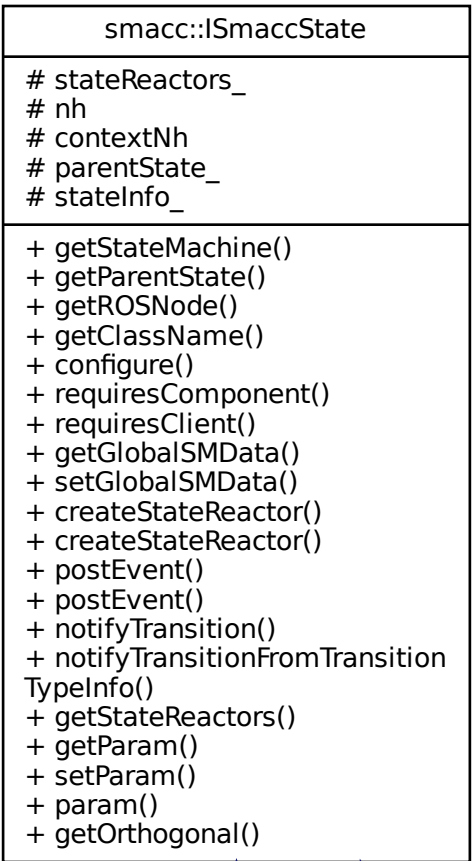 smacc::ISmaccState
# stateReactors_
# nh
# contextNh
# parentState_
# stateInfo_
+ getStateMachine()
+ getParentState()
+ getROSNode()
+ getClassName()
+ configure()
+ requiresComponent()
+ requiresClient()
+ getGlobalSMData()
+ setGlobalSMData()
+ createStateReactor()
+ createStateReactor()
+ postEvent()
+ postEvent()
+ notifyTransition()
+ notifyTransitionFromTransition
TypeInfo()
+ getStateReactors()
+ getParam()
+ setParam()
+ param()
+ getOrthogonal()